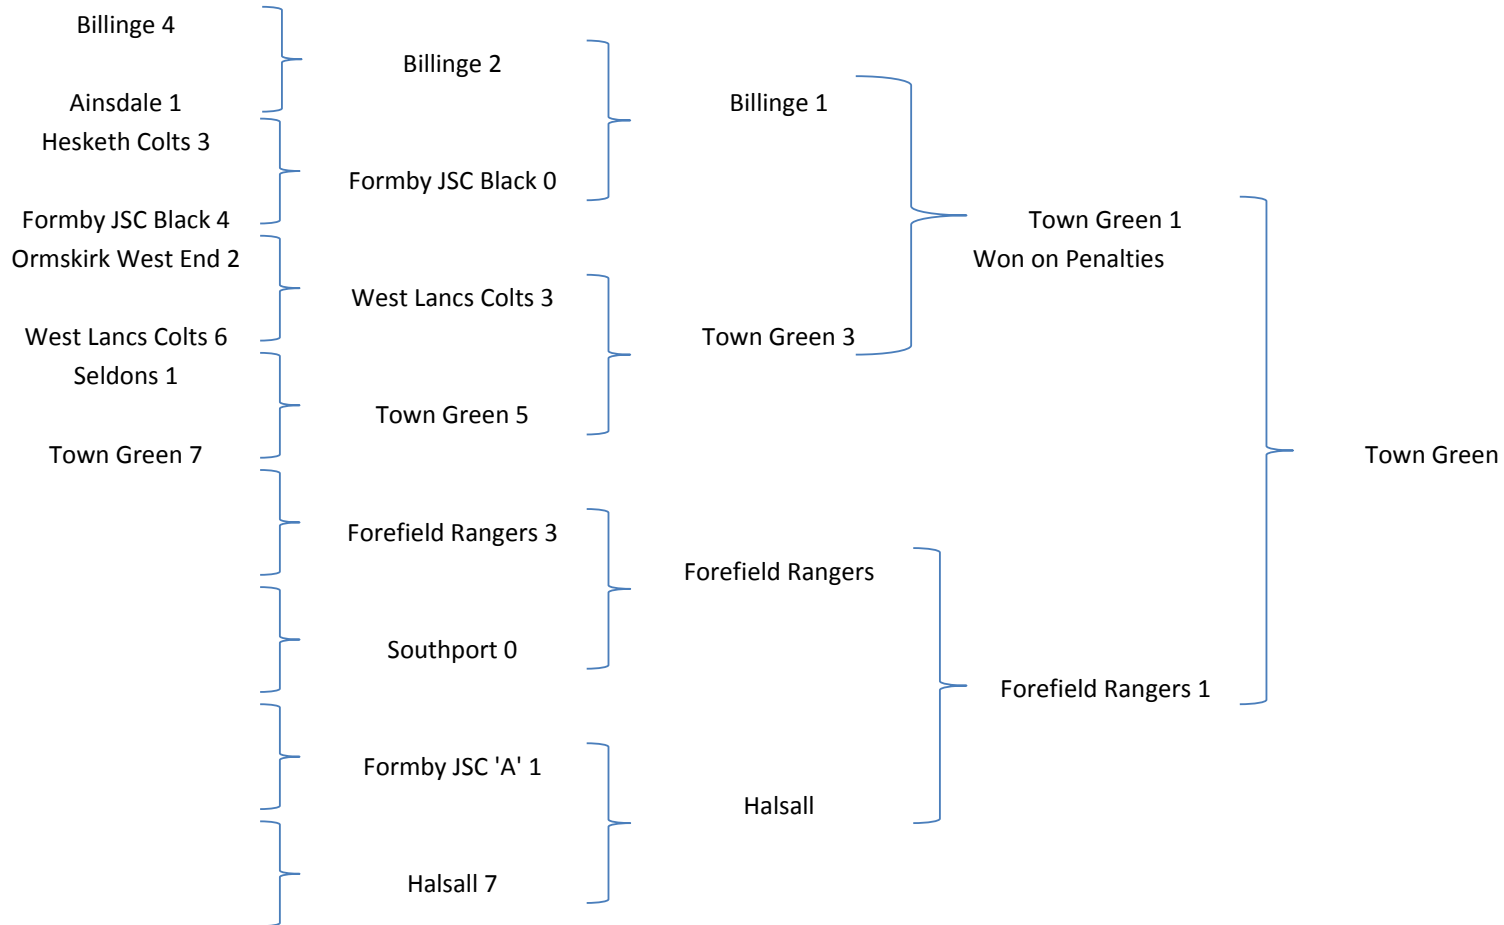 Billinge 4
Ainsdale 1
Hesketh Colts 3
Formby JSC Black 4
Ormskirk West End 2
West Lancs Colts 6
Seldons 1
Town Green 7
Billinge 2
Formby JSC Black 0
West Lancs Colts 3
Town Green 5
Forefield Rangers 3
Southport 0
Formby JSC 'A' 1
Halsall 7
Billinge 1
Town Green 3
Forefield Rangers
Halsall
Town Green 1
Won on Penalties
Forefield Rangers 1
Town Green